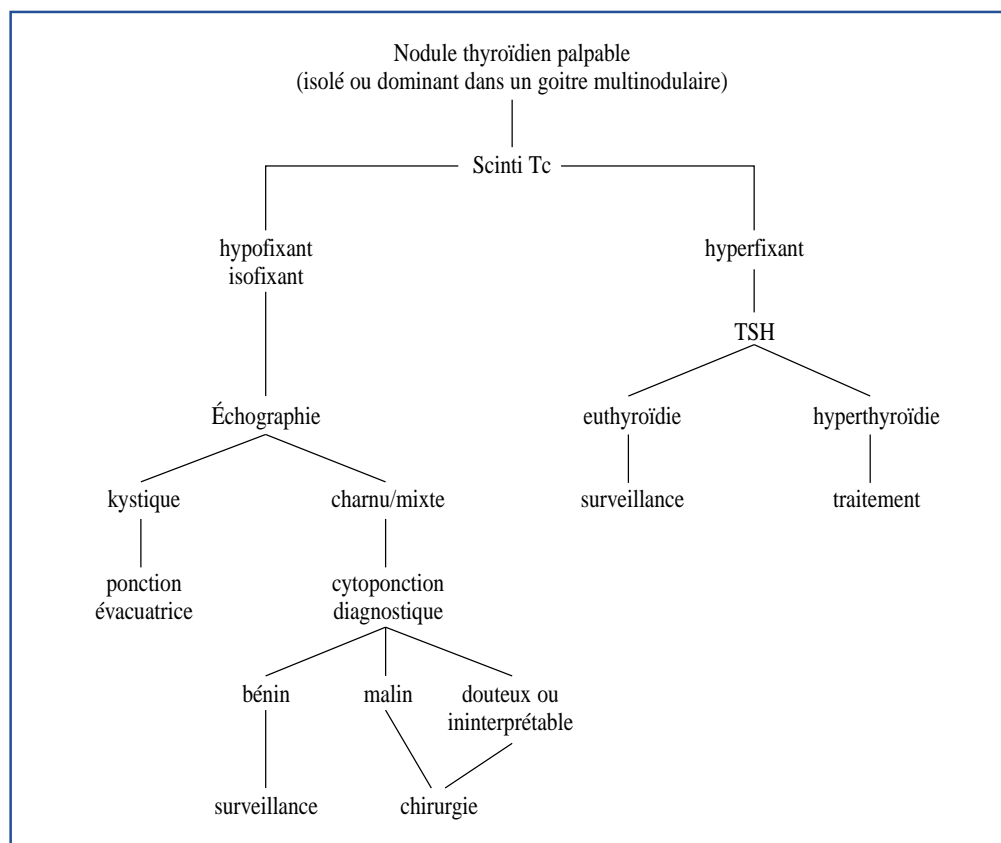 Nodule thyroïdien palpable
(isolé ou dominant dans un goitre multinodulaire)
Scinti Tc
hypofixant
isofixant
hyperfixant
TSH
Échographie
euthyroïdie
hyperthyroïdie
kystique
charnu/mixte
surveillance
traitement
ponction
évacuatrice
cytoponction
diagnostique
bénin
malin
douteux ou
ininterprétable
surveillance
chirurgie